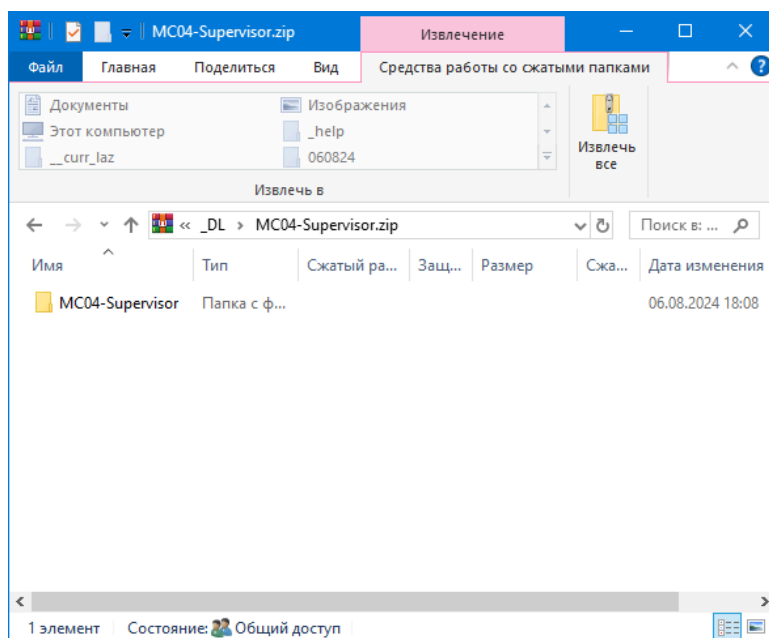 MC04-Supervisor.zip Извлечение
Файл Главная Поделиться Вид Средства работы со сжатыми папками
Документы Изображения
Этот компьютер _help
__curr_laz 060824
Извлечь все
Извлечь в
« _DL › MC04-Supervisor.zip Поиск в: ...
Имя Тип Сжатый ра... Защ... Размер Сжа... Дата изменения
MC04-Supervisor Папка с ф... 06.08.2024 18:08
1 элемент Состояние: Общий доступ